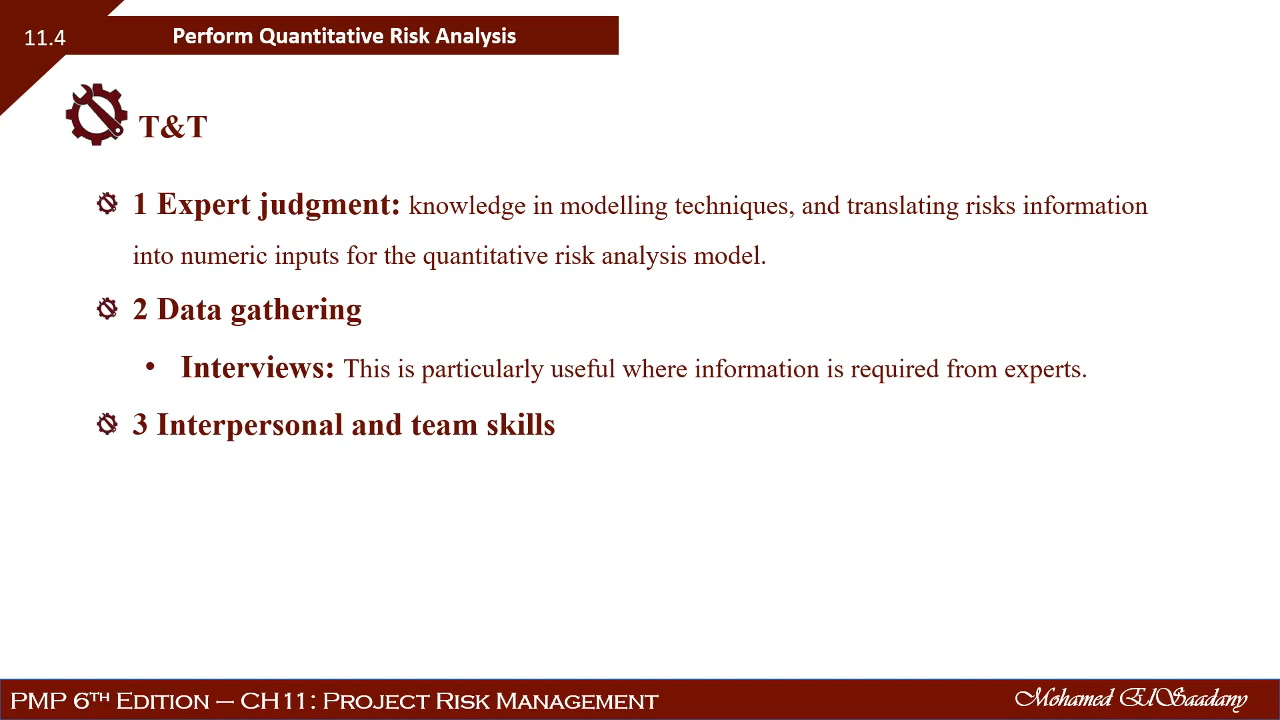 11.4
Perform Quantitative Risk Analysis
T&T
1 Expert judgment: knowledge in modelling techniques, and translating risks information
into numeric inputs for the quantitative risk analysis model.
2 Data gathering
• Interviews: This is particularly useful where information is required from experts.
3 Interpersonal and team skills
PMP 6TH EDITION – CH11: PROJECT RISK MANAGEMENT
Mohamed ElSaadany